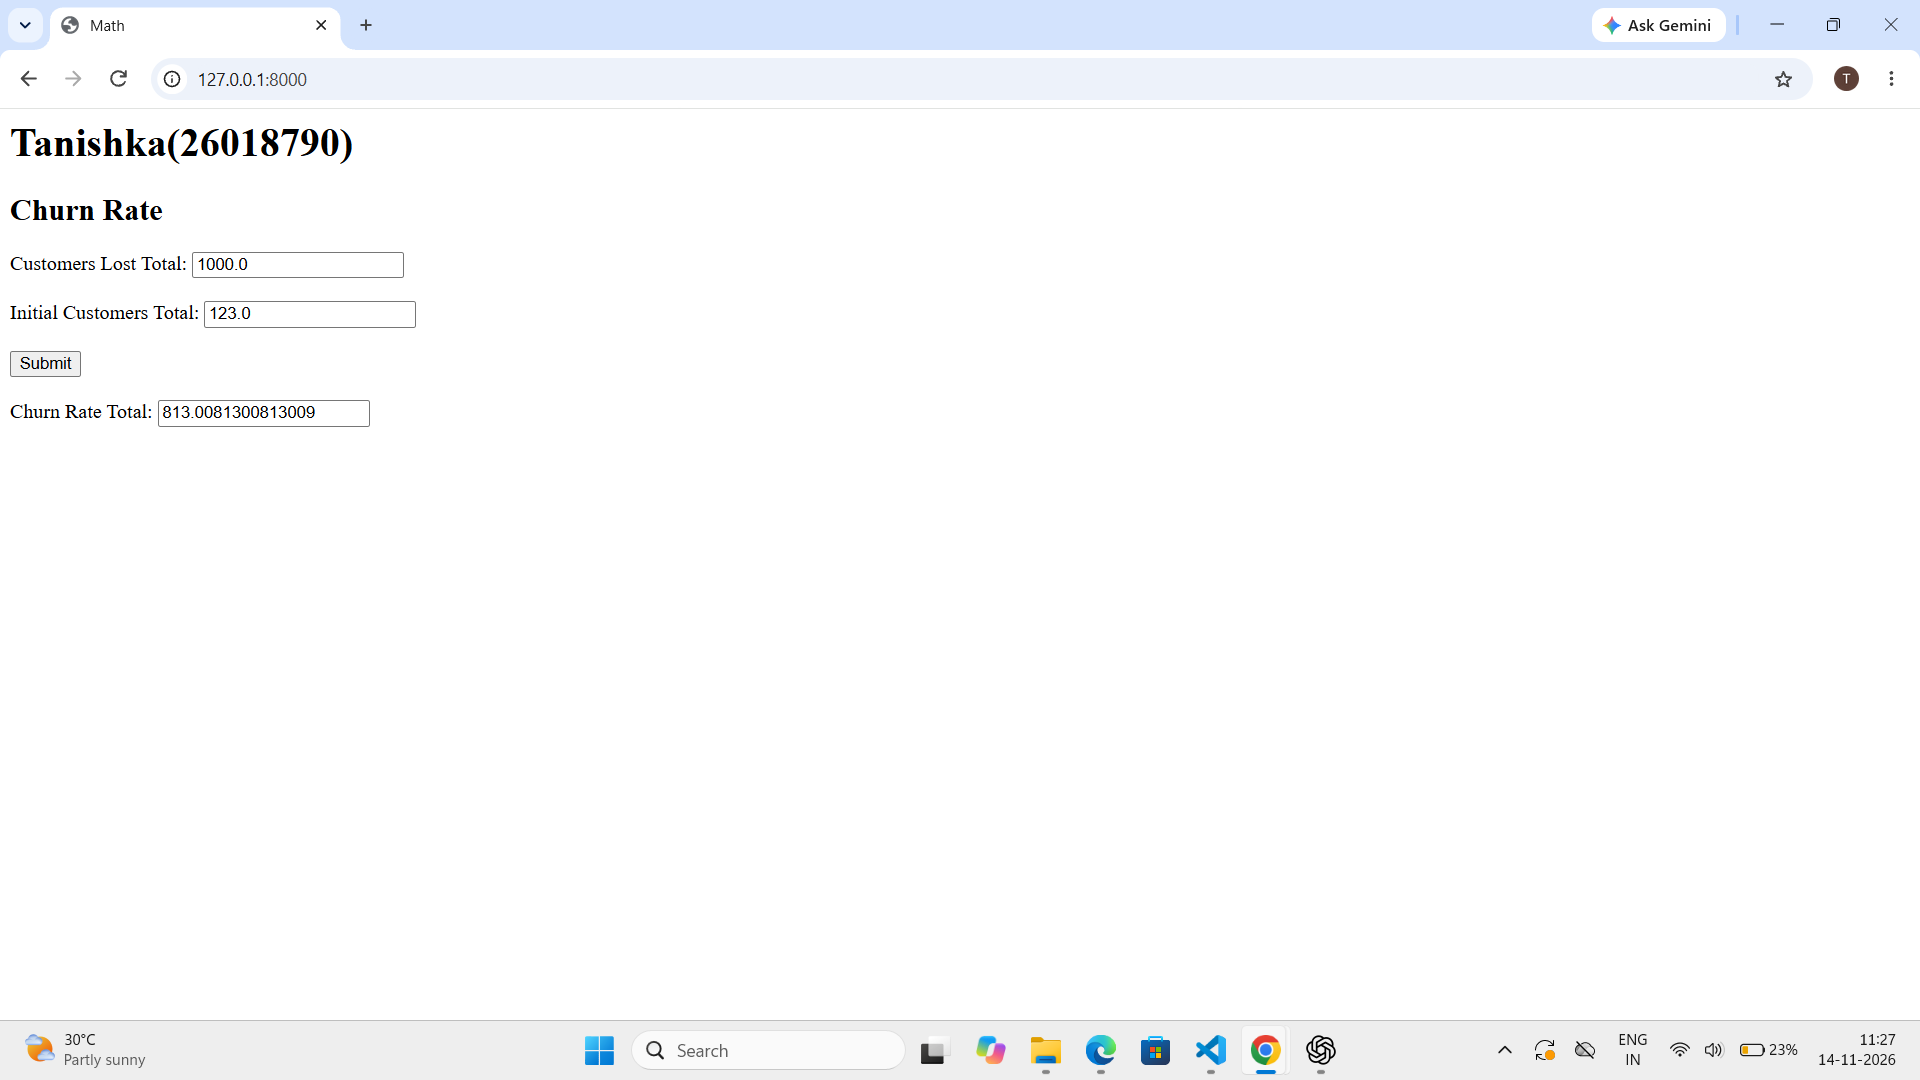 Math
Ask Gemini
127.0.0.1:8000
T
Tanishka(26018790)
Churn Rate
Customers Lost Total: 1000.0
Initial Customers Total: 123.0
Submit
Churn Rate Total: 813.0081300813009
30°C
Partly sunny
Search
ENG
IN
23%
11:27
14-11-2026